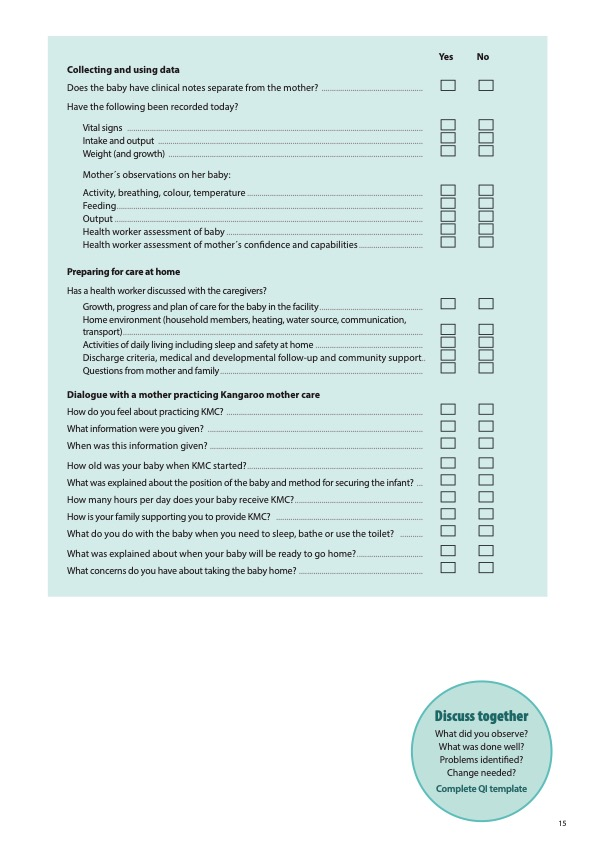 Yes No
Collecting and using data
Does the baby have clinical notes separate from the mother?
Have the following been recorded today?
Vital signs
Intake and output
Weight (and growth)
Mother´s observations on her baby:
Activity, breathing, colour, temperature
Feeding
Output
Health worker assessment of baby
Health worker assessment of mother´s confidence and capabilities
Preparing for care at home
Has a health worker discussed with the caregivers?
Growth, progress and plan of care for the baby in the facility
Home environment (household members, heating, water source, communication,
transport)
Activities of daily living including sleep and safety at home
Discharge criteria, medical and developmental follow-up and community support..
Questions from mother and family
Dialogue with a mother practicing Kangaroo mother care
How do you feel about practicing KMC?
What information were you given?
When was this information given?
How old was your baby when KMC started?
What was explained about the position of the baby and method for securing the infant? ...
How many hours per day does your baby receive KMC?
How is your family supporting you to provide KMC?
What do you do with the baby when you need to sleep, bathe or use the toilet?
What was explained about when your baby will be ready to go home?
What concerns do you have about taking the baby home?
Discuss together
What did you observe?
What was done well?
Problems identified?
Change needed?
Complete QI template
15